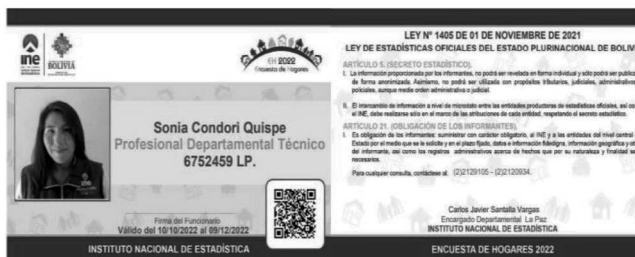 ine
BOLIVIA
EH 2022
Encuesta de Hogares
Sonia Condori Quispe
Profesional Departamental Técnico
6752459 LP.
Firma del Funcionario
Válido del 10/10/2022 al 09/12/2022
INSTITUTO NACIONAL DE ESTADÍSTICA
LEY N° 1405 DE 01 DE NOVIEMBRE DE 2021
LEY DE ESTADÍSTICAS OFICIALES DEL ESTADO PLURINACIONAL DE BOLIVI
ARTÍCULO 5. (SECRETO ESTADÍSTICO).
I. La información proporcionada por los informantes, no podrá ser revelada en forma individual y sólo podrá ser public
de forma anonimizada. Asimismo, no podrá ser utilizada con propósitos tributarios, judiciales, administrativo
policiales, aunque medie orden administrativa o judicial.
II. El intercambio de información a nivel de microdato entre las entidades productoras de estadísticas oficiales, así co
el INE, debe realizarse sólo en el marco de las atribuciones de cada entidad, respetando el secreto estadístico.
ARTÍCULO 21. (OBLIGACIÓN DE LOS INFORMANTES).
I. Es obligación de los informantes: suministrar con carácter obligatorio, al INE y a las entidades del nivel central
Estado por el medio que se le solicite y en el plazo fijado, datos e información fidedigna, información geográfica y ot
del informante, así como los registros administrativos acerca de hechos que por su naturaleza y finalidad se
necesarios.
Para cualquier consulta, contáctese al: (2)2129105 - (2)2120934.
Carlos Javier Santalla Vargas
Encargado Departamental La Paz
INSTITUTO NACIONAL DE ESTADÍSTICA
ENCUESTA DE HOGARES 2022